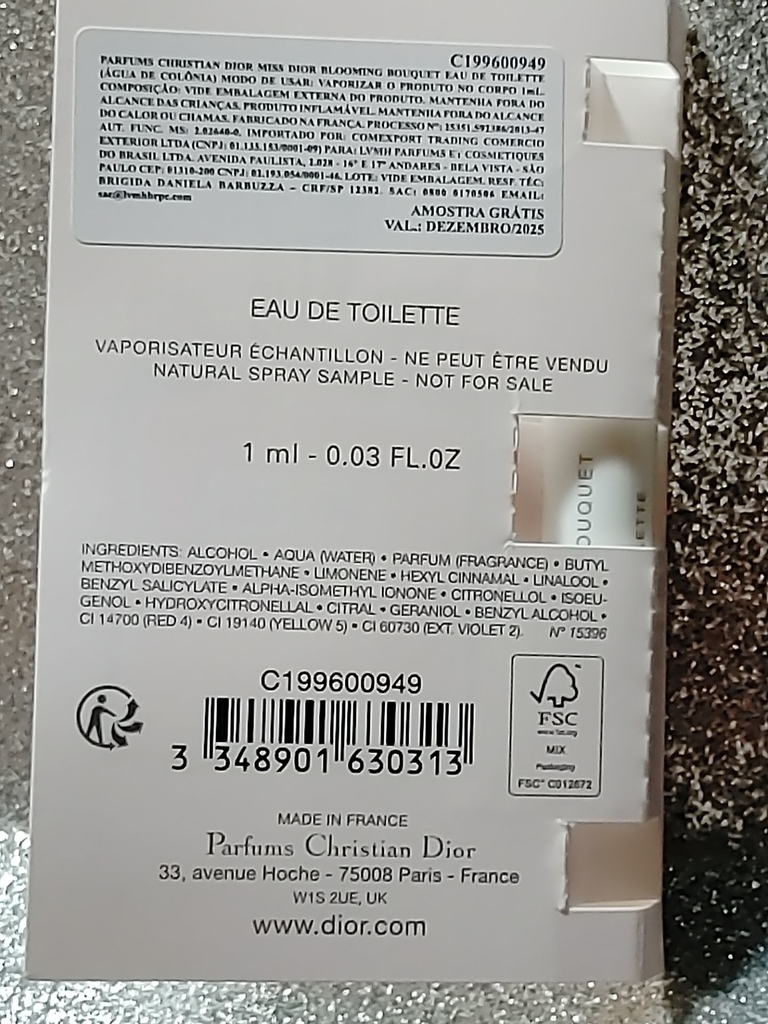 C199600949
PARFUMS CHRISTIAN DIOR MISS DIOR BLOOMING BOUQUET EAU DE TOILETTE
(ÁGUA DE COLÔNIA) MODO DE USAR: VAPORIZAR O PRODUTO NO CORPO 1mL.
COMPOSIÇÃO: VIDE EMBALAGEM EXTERNA DO PRODUTO. MANTENHA FORA DO
ALCANCE DAS CRIANÇAS. PRODUTO INFLAMÁVEL. MANTENHA FORA DO ALCANCE
DO CALOR OU CHAMAS. FABRICADO NA FRANÇA. PROCESSO Nº: 25351.592386/2013-47
AUT. FUNC. MS: 2.02640-0. IMPORTADO POR: COMEXPORT TRADING COMERCIO
EXTERIOR LTDA (CNPJ: 01.135.153/0001-09) PARA: LVMH PARFUMS E COSMETIQUES
DO BRASIL LTDA. AVENIDA PAULISTA, 1.028 - 16º E 17º ANDARES - BELA VISTA - SÃO
PAULO CEP: 01310-200 CNPJ: 01.193.054/0001-46. LOTE: VIDE EMBALAGEM. RESP. TÉC:
BRIGIDA DANIELA BARBUZZA - CRF/SP 12382. SAC: 0800 0170506 EMAIL:
sac@lvmhbrpc.com
AMOSTRA GRÁTIS
VAL.: DEZEMBRO/2025
EAU DE TOILETTE
VAPORISATEUR ÉCHANTILLON - NE PEUT ÊTRE VENDU
NATURAL SPRAY SAMPLE - NOT FOR SALE
1 ml - 0.03 FL.OZ
OUQUET
ETTE
INGREDIENTS: ALCOHOL • AQUA (WATER) • PARFUM (FRAGRANCE) • BUTYL
METHOXYDIBENZOYLMETHANE • LIMONENE • HEXYL CINNAMAL • LINALOOL •
BENZYL SALICYLATE • ALPHA-ISOMETHYL IONONE • CITRONELLOL • ISOEU-
GENOL • HYDROXYCITRONELLAL • CITRAL • GERANIOL • BENZYL ALCOHOL •
CI 14700 (RED 4) • CI 19140 (YELLOW 5) • CI 60730 (EXT. VIOLET 2). N° 15396
C199600949
3 348901 630313
FSC
www.fsc.org
MIX
Packaging
FSC™ C012672
MADE IN FRANCE
Parfums Christian Dior
33, avenue Hoche - 75008 Paris - France
W1S 2UE, UK
www.dior.com